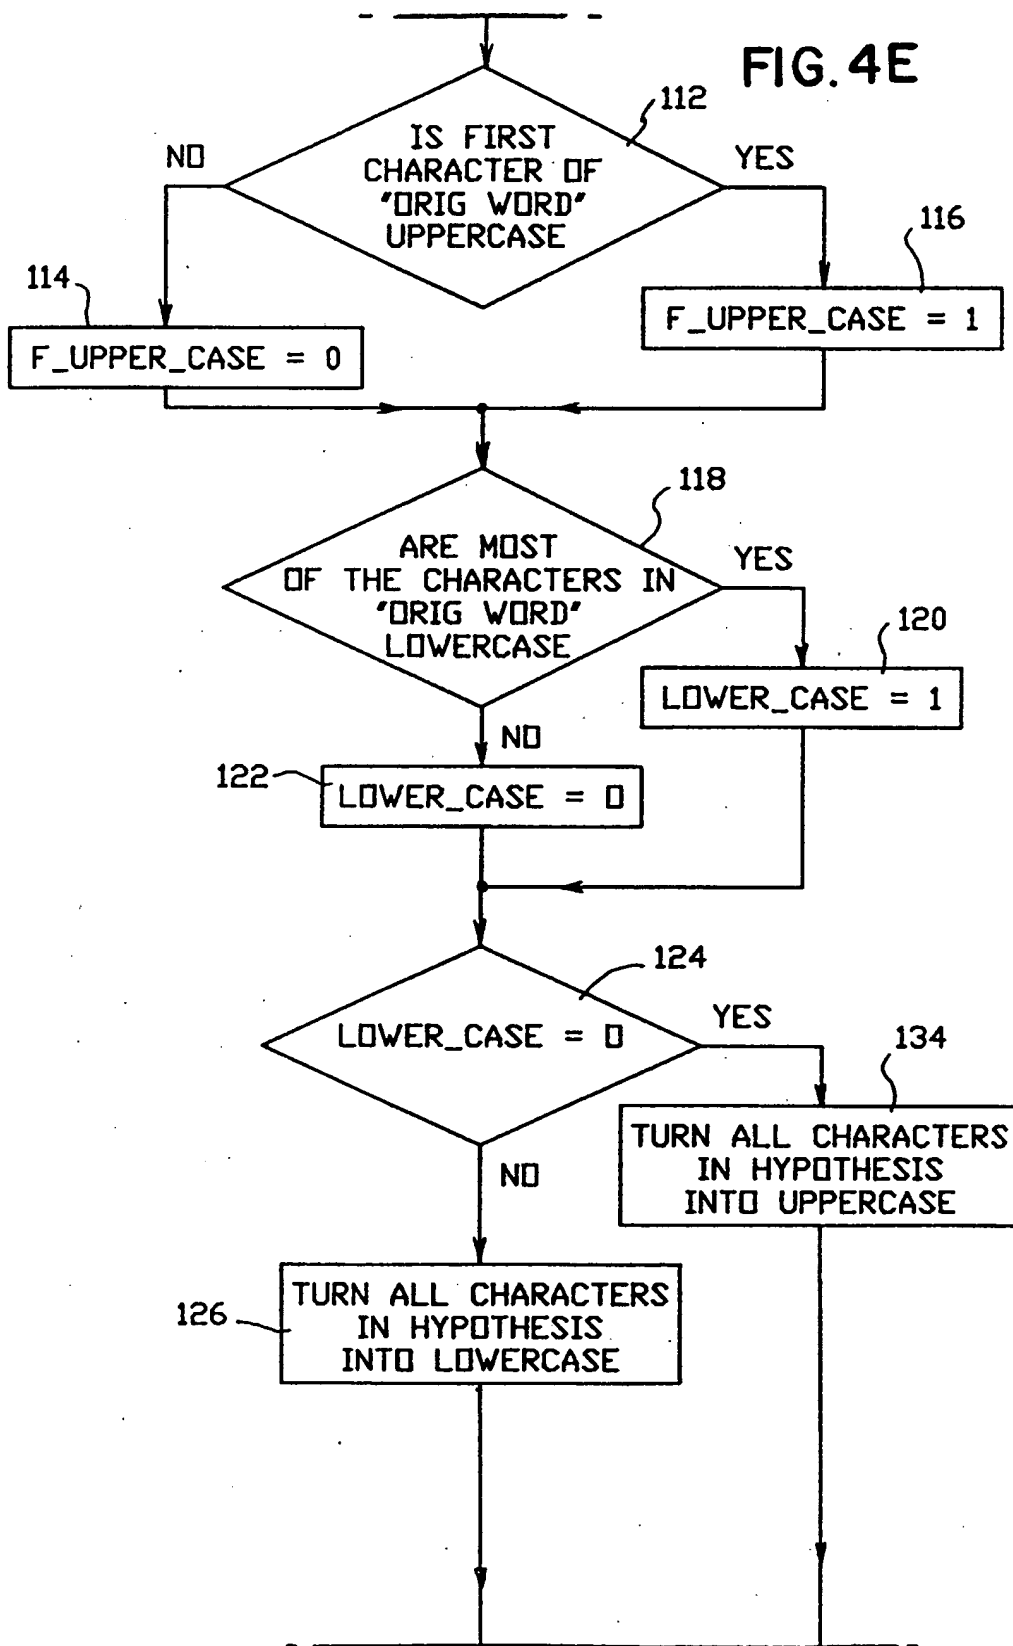 FIG. 4E
112
IS FIRST
CHARACTER OF
"ORIG WORD"
UPPERCASE
NO
YES
114
F_UPPER_CASE = 0
116
F_UPPER_CASE = 1
118
ARE MOST
OF THE CHARACTERS IN
"ORIG WORD"
LOWERCASE
YES
120
LOWER_CASE = 1
NO
122
LOWER_CASE = 0
124
LOWER_CASE = 0
YES
134
TURN ALL CHARACTERS
IN HYPOTHESIS
INTO UPPERCASE
NO
126
TURN ALL CHARACTERS
IN HYPOTHESIS
INTO LOWERCASE